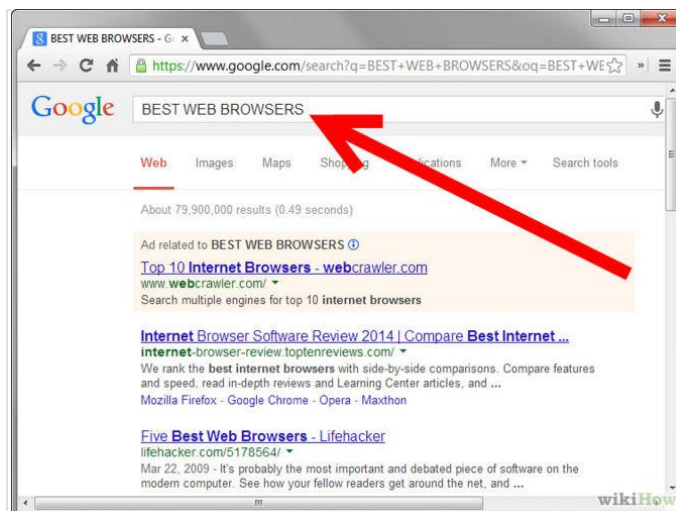 BEST WEB BROWSERS - G
https://www.google.com/search?q=BEST+WEB+BROWSERS&oq=BEST+WE
Google BEST WEB BROWSERS
Web Images Maps More Search tools
About 79,900,000 results (0.49 seconds)
Ad related to BEST WEB BROWSERS
Top 10 Internet Browsers - webcrawler.com
www.webcrawler.com/
Search multiple engines for top 10 internet browsers
Internet Browser Software Review 2014 | Compare Best Internet ...
internet-browser-review.toptenreviews.com/
We rank the best internet browsers with side-by-side comparisons. Compare features
and speed, read in-depth reviews and Learning Center articles, and ...
Mozilla Firefox - Google Chrome - Opera - Maxthon
Five Best Web Browsers - Lifehacker
lifehacker.com/5178564/
Mar 22, 2009 - It's probably the most important and debated piece of software on the
modern computer. See how your fellow readers get around the net, and ...
wikiHow